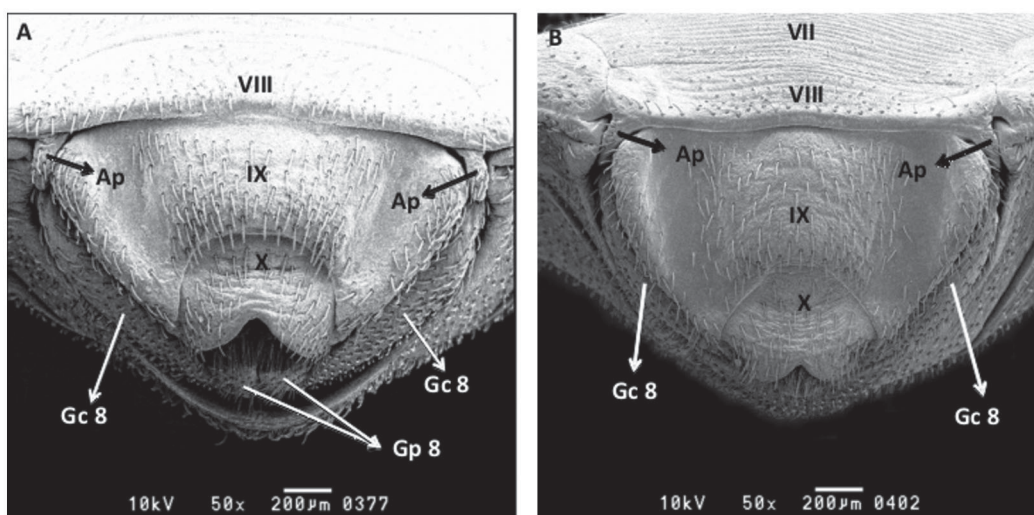 A
VIII
Ap
IX
Ap
X
Gc 8
Gc 8
Gp 8
10kV 50x 200µm 0377
B
VII
VIII
Ap
Ap
IX
X
Gc 8
Gc 8
10kV 50x 200µm 0402